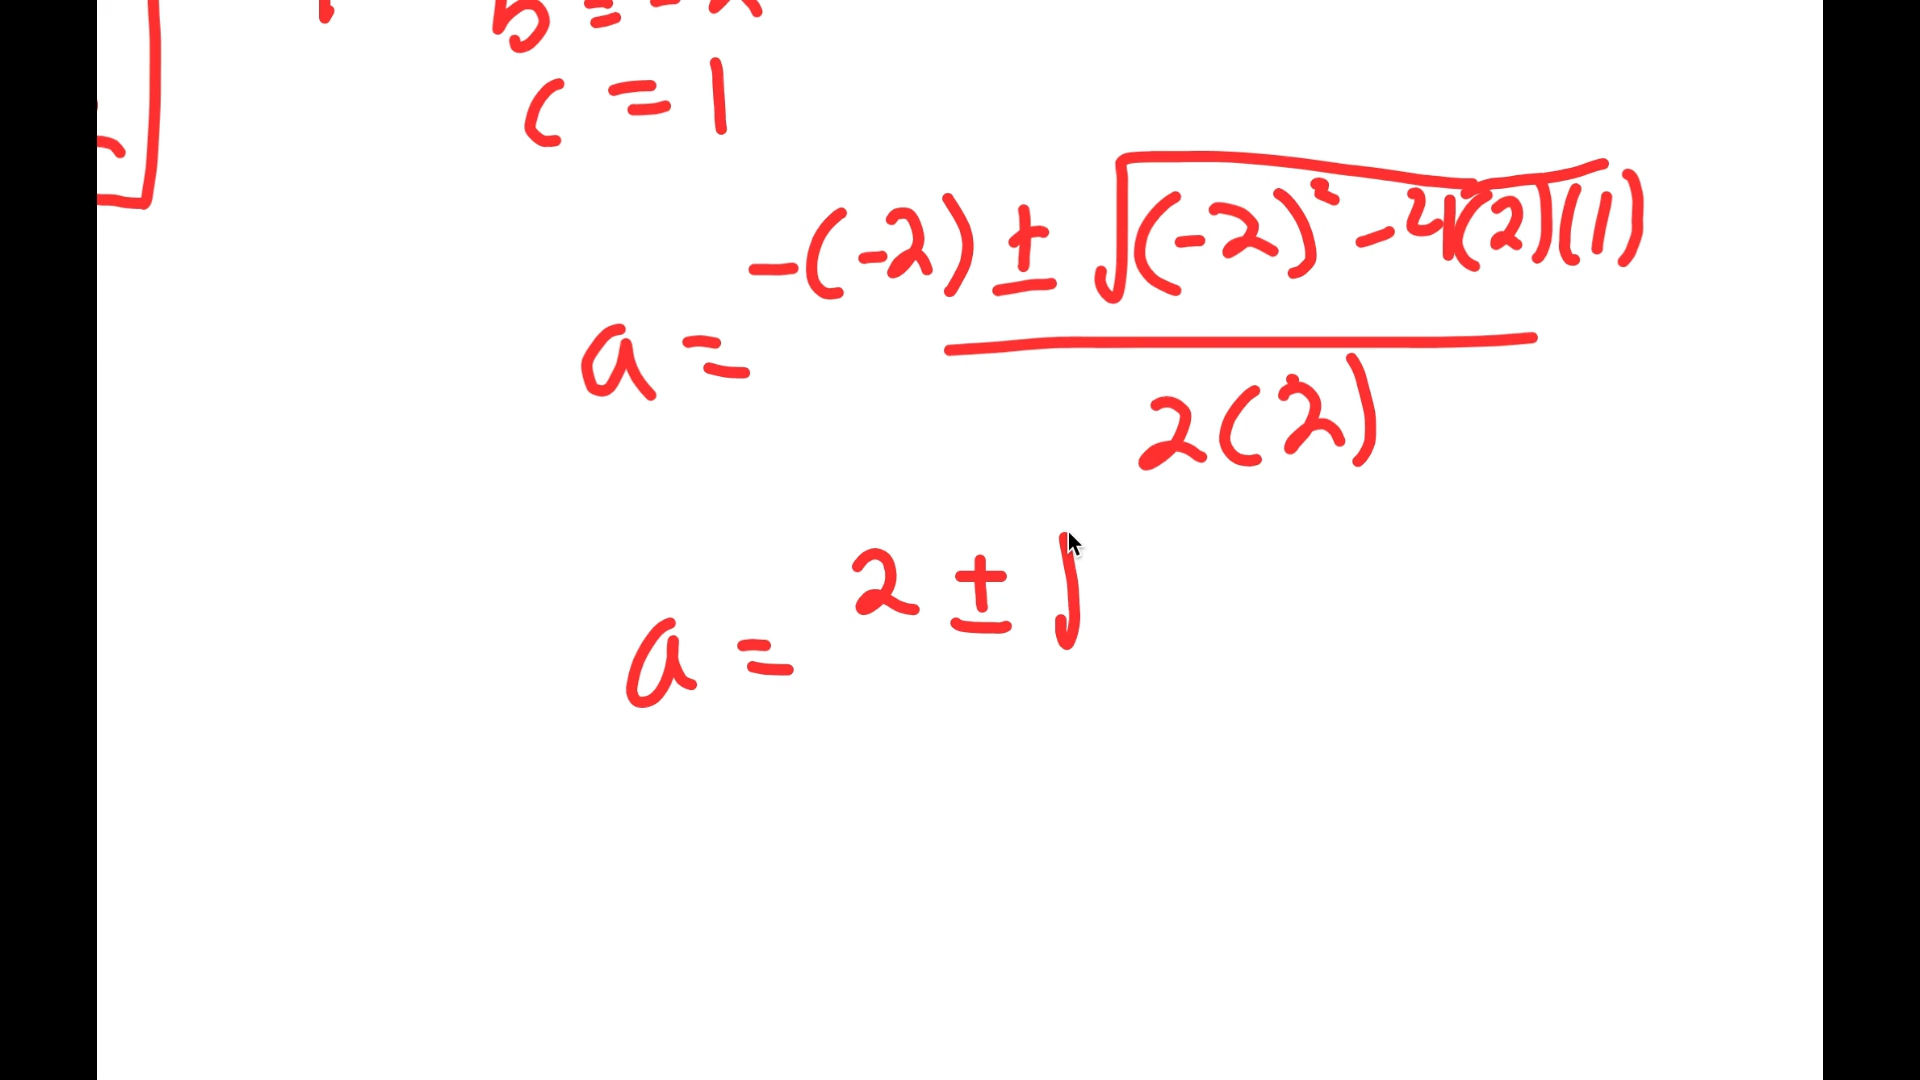 c = 1
a = -(-2) ± √(-2)² - 4(2)(1)
2(2)
a = 2 ± √